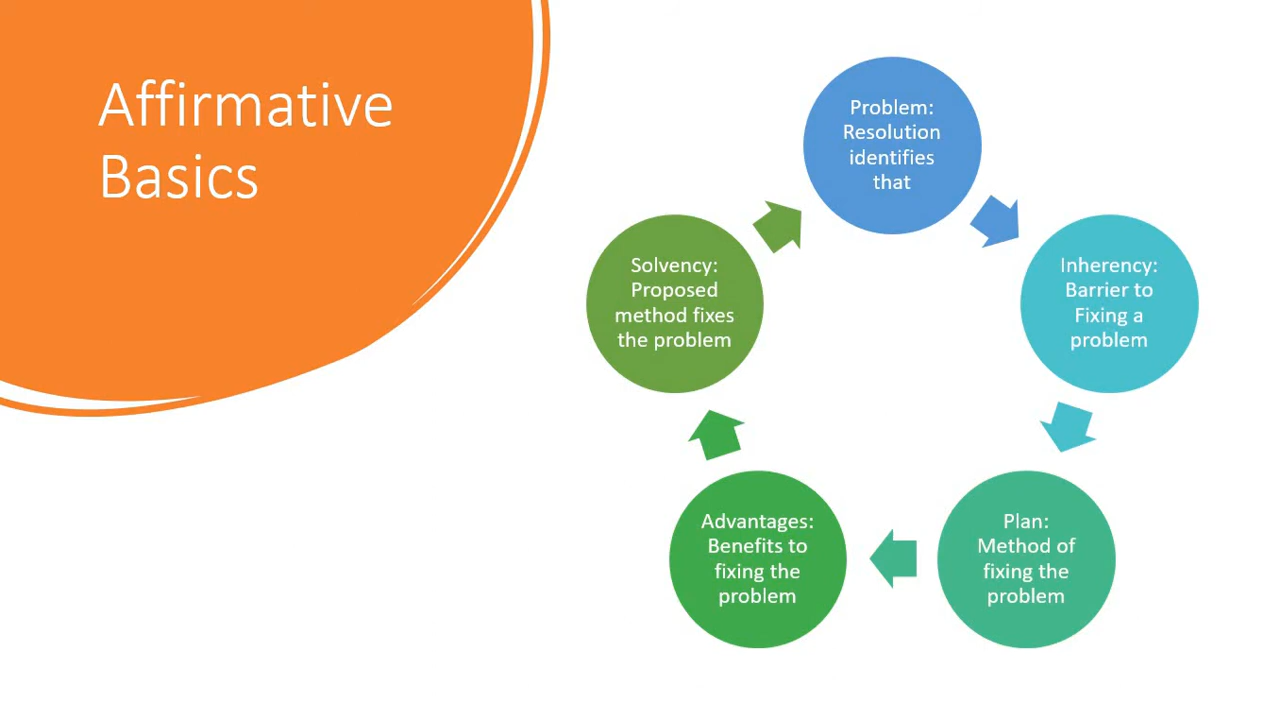 Affirmative
Basics
Problem:
Resolution
identifies
that
Inherency:
Barrier to
Fixing a
problem
Plan:
Method of
fixing the
problem
Advantages:
Benefits to
fixing the
problem
Solvency:
Proposed
method fixes
the problem